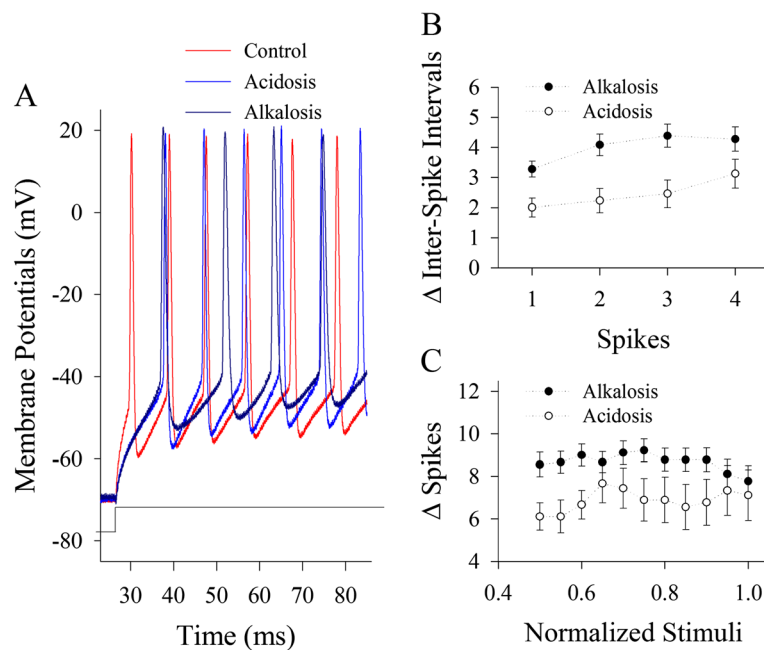 A
Control
Acidosis
Alkalosis
Membrane Potentials (mV)
20
0
-20
-40
-60
-80
30 40 50 60 70 80
Time (ms)
B
Alkalosis
Acidosis
Δ Inter-Spike Intervals
6
5
4
3
2
1
0
1 2 3 4
Spikes
C
Alkalosis
Acidosis
Δ Spikes
12
10
8
6
4
0.4 0.6 0.8 1.0
Normalized Stimuli